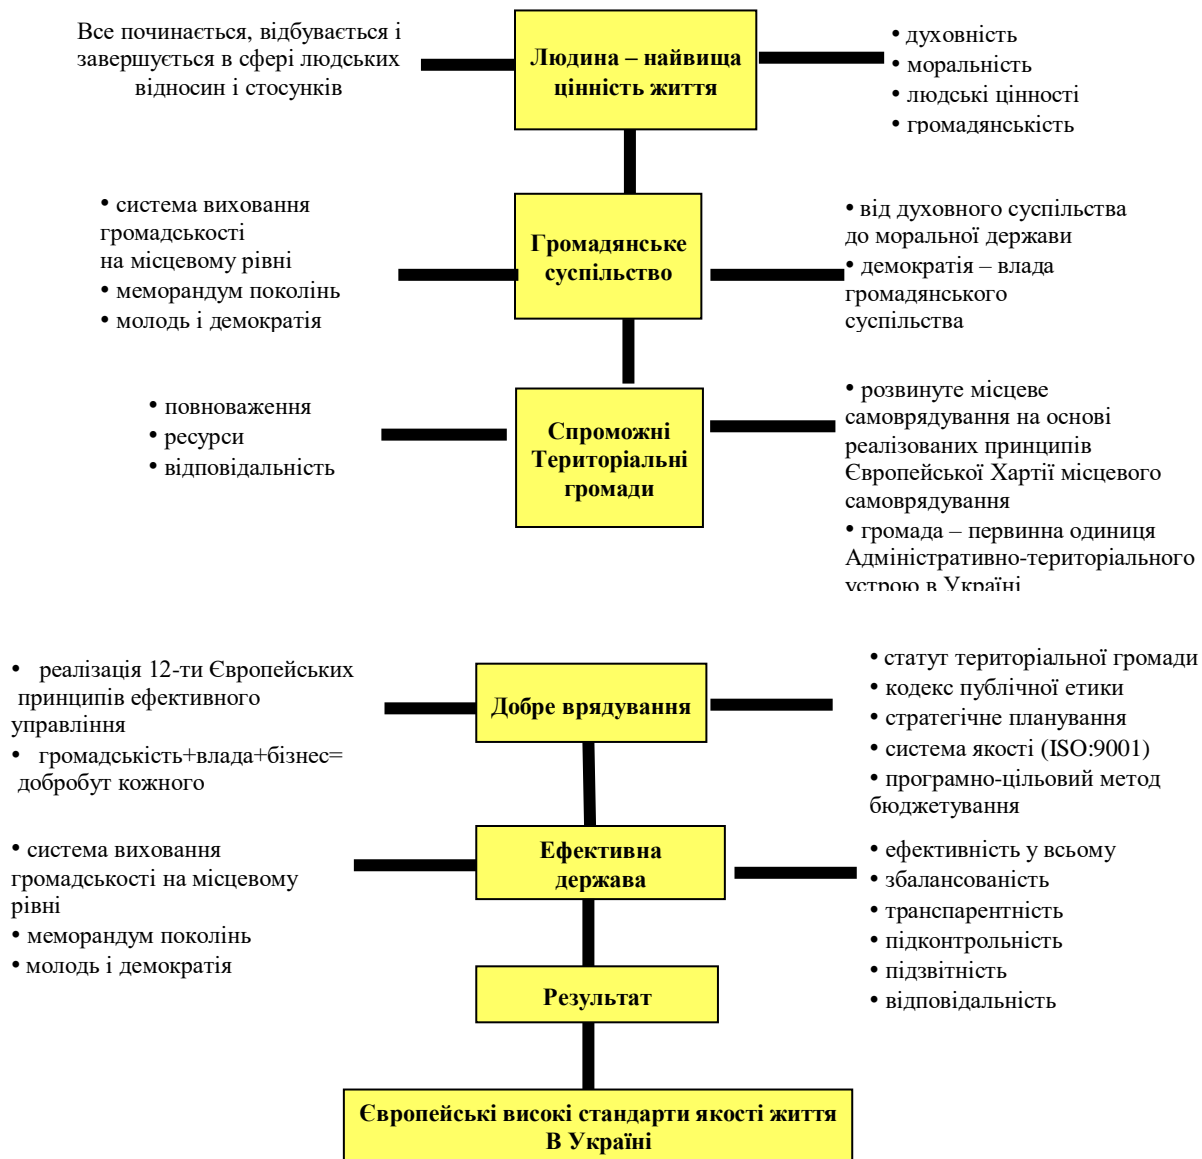 Все починається, відбувається і
завершується в сфері людських
відносин і стосунків
Людина – найвища
цінність життя
• духовність
• моральність
• людські цінності
• громадянськість
• система виховання
громадськості
на місцевому рівні
• меморандум поколінь
• молодь і демократія
Громадянське
суспільство
• від духовного суспільства
до моральної держави
• демократія – влада
громадянського
суспільства
• повноваження
• ресурси
• відповідальність
Спроможні
Територіальні
громади
• розвинуте місцеве
самоврядування на основі
реалізованих принципів
Європейської Хартії місцевого
самоврядування
• громада – первинна одиниця
Адміністративно-територіального
устрою в Україні
• реалізація 12-ти Європейських
принципів ефективного
управління
• громадськість+влада+бізнес=
добробут кожного
Добре врядування
• статут територіальної громади
• кодекс публічної етики
• стратегічне планування
• система якості (ISO:9001)
• програмно-цільовий метод
бюджетування
• система виховання
громадськості на місцевому
рівні
• меморандум поколінь
• молодь і демократія
Ефективна
держава
• ефективність у всьому
• збалансованість
• транспарентність
• підконтрольність
• підзвітність
• відповідальність
Результат
Європейські високі стандарти якості життя
В Україні